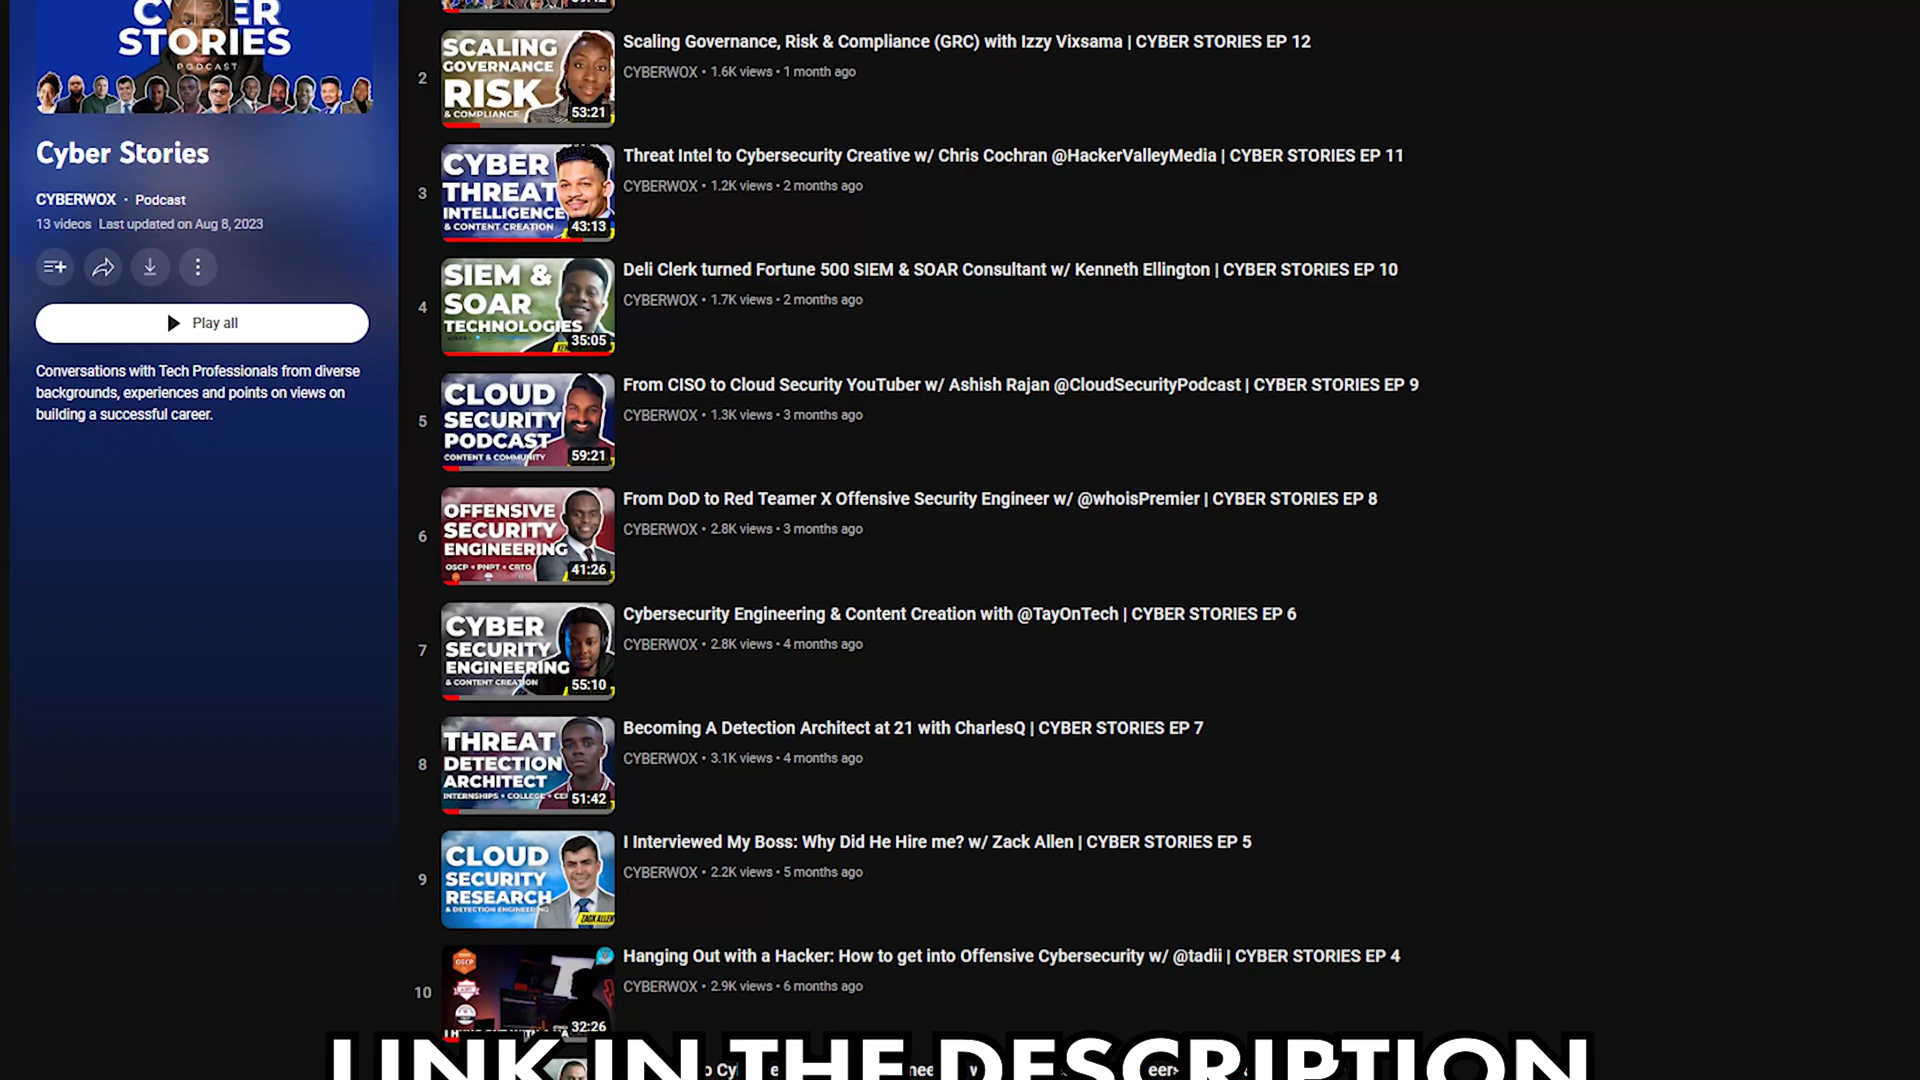 CYBER
STORIES
PODCAST
Cyber Stories
CYBERWOX · Podcast
13 videos Last updated on Aug 8, 2023
Play all
Conversations with Tech Professionals from diverse
backgrounds, experiences and points on views on
building a successful career.
2
SCALING
GOVERNANCE
RISK
& COMPLIANCE
53:21
Scaling Governance, Risk & Compliance (GRC) with Izzy Vixsama | CYBER STORIES EP 12
CYBERWOX • 1.6K views • 1 month ago
3
CYBER
THREAT
INTELLIGENCE
& CONTENT CREATION
43:13
Threat Intel to Cybersecurity Creative w/ Chris Cochran @HackerValleyMedia | CYBER STORIES EP 11
CYBERWOX • 1.2K views • 2 months ago
4
SIEM &
SOAR
TECHNOLOGIES
35:05
Deli Clerk turned Fortune 500 SIEM & SOAR Consultant w/ Kenneth Ellington | CYBER STORIES EP 10
CYBERWOX • 1.7K views • 2 months ago
5
CLOUD
SECURITY
PODCAST
CONTENT & COMMUNITY
59:21
From CISO to Cloud Security YouTuber w/ Ashish Rajan @CloudSecurityPodcast | CYBER STORIES EP 9
CYBERWOX • 1.3K views • 3 months ago
6
OFFENSIVE
SECURITY
ENGINEERING
OSCP • PNPT • CRTO
41:26
From DoD to Red Teamer X Offensive Security Engineer w/ @whoisPremier | CYBER STORIES EP 8
CYBERWOX • 2.8K views • 3 months ago
7
CYBER
SECURITY
ENGINEERING
& CONTENT CREATION
55:10
Cybersecurity Engineering & Content Creation with @TayOnTech | CYBER STORIES EP 6
CYBERWOX • 2.8K views • 4 months ago
8
THREAT
DETECTION
ARCHITECT
INTERNSHIPS • COLLEGE •
51:42
Becoming A Detection Architect at 21 with CharlesQ | CYBER STORIES EP 7
CYBERWOX • 3.1K views • 4 months ago
9
CLOUD
SECURITY
RESEARCH
& DETECTION ENGINEERING
ZACK ALLEN
I Interviewed My Boss: Why Did He Hire me? w/ Zack Allen | CYBER STORIES EP 5
CYBERWOX • 2.2K views • 5 months ago
10
OSCP
32:26
Hanging Out with a Hacker: How to get into Offensive Cybersecurity w/ @tadii | CYBER STORIES EP 4
CYBERWOX • 2.9K views • 6 months ago
LINK IN THE DESCRIPTION